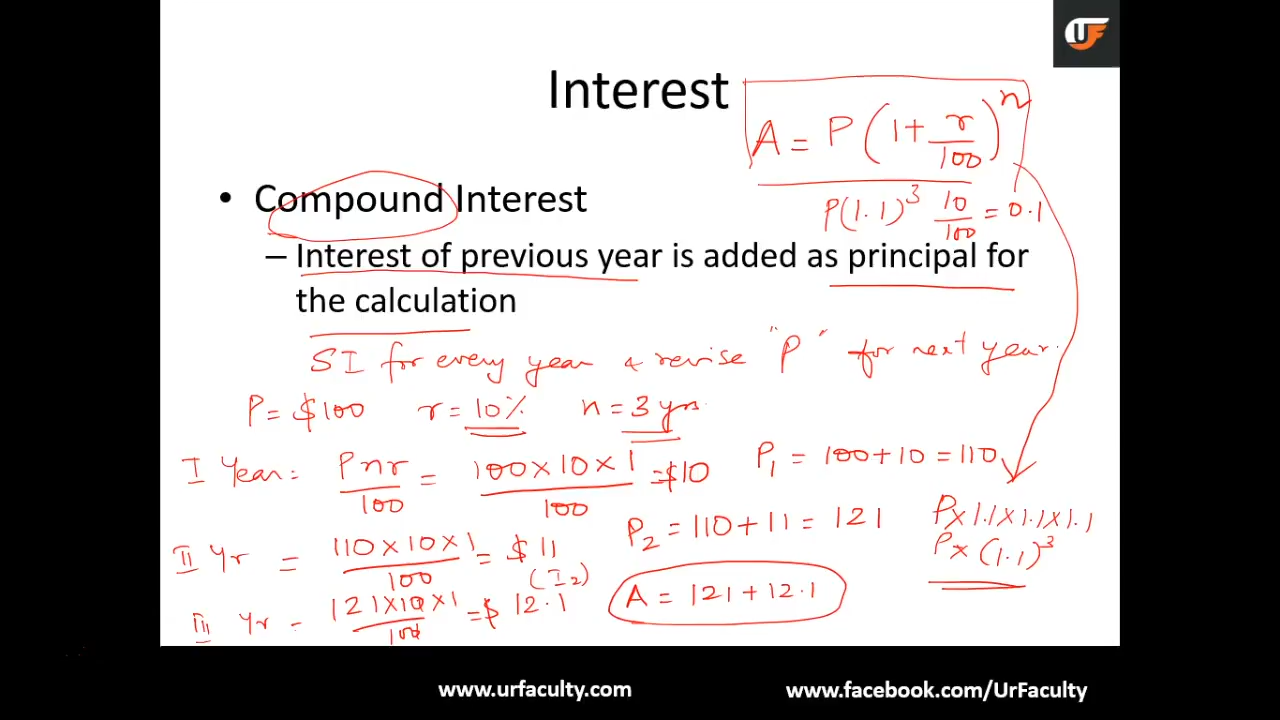 UF
Interest
A = P(1+r/100)^n
• Compound Interest
P(1.1)^3 10/100 = 0.1
– Interest of previous year is added as principal for
the calculation
SI for every year & revise "P" for next year.
P = $100 r = 10% n = 3 yrs
I Year = Pnr/100 = 100×10×1/100 = $10 P1 = 100+10 = 110
P2 = 110+11 = 121 P×1.1×1.1×1.1
II Yr = 110×10×1/100 = $11 (I2) P×(1.1)^3
III Yr = 121×10×1/100 = $12.1 A = 121+12.1
www.urfaculty.com www.facebook.com/UrFaculty